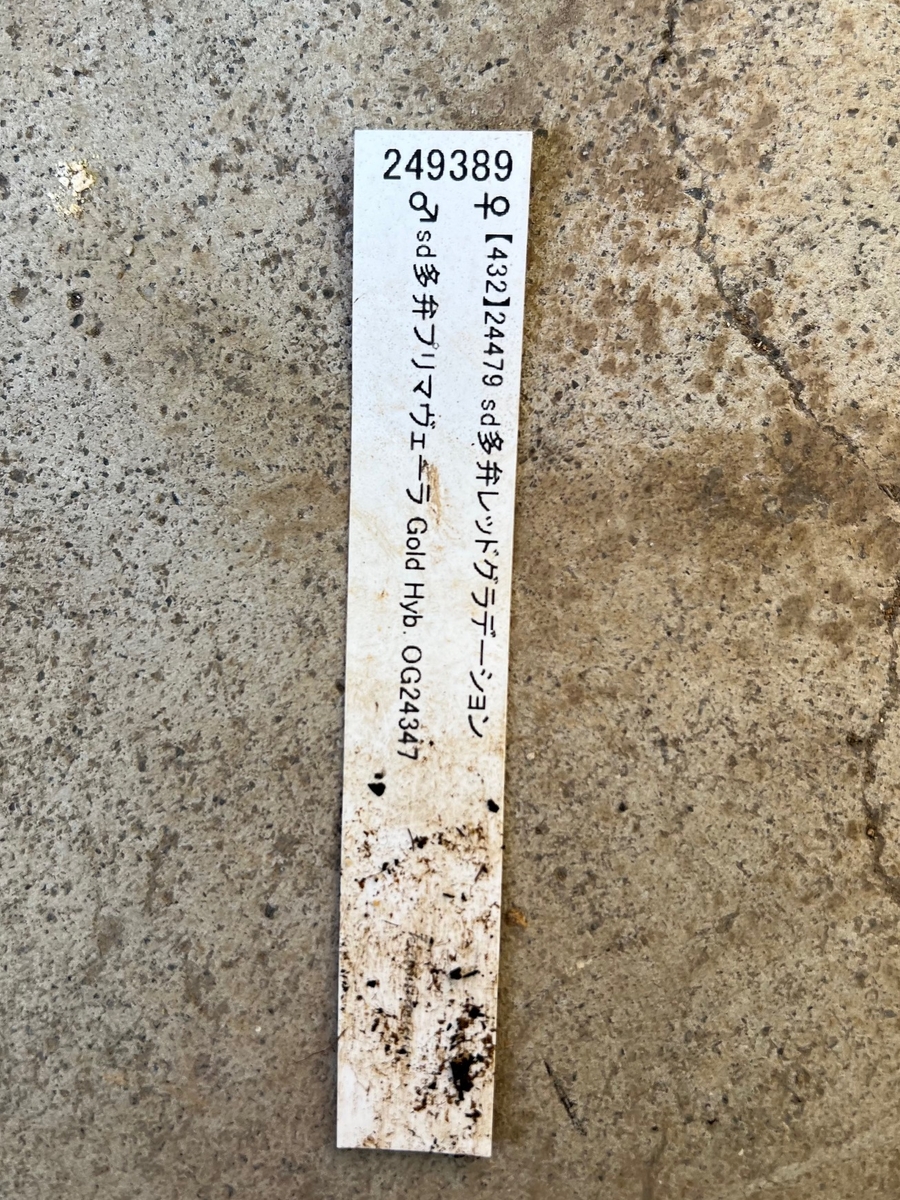 249389
♀【432】24479 sd多弁レッドグラデーション
♂sd多弁プリマヴェーラ Gold Hyb. OG24347